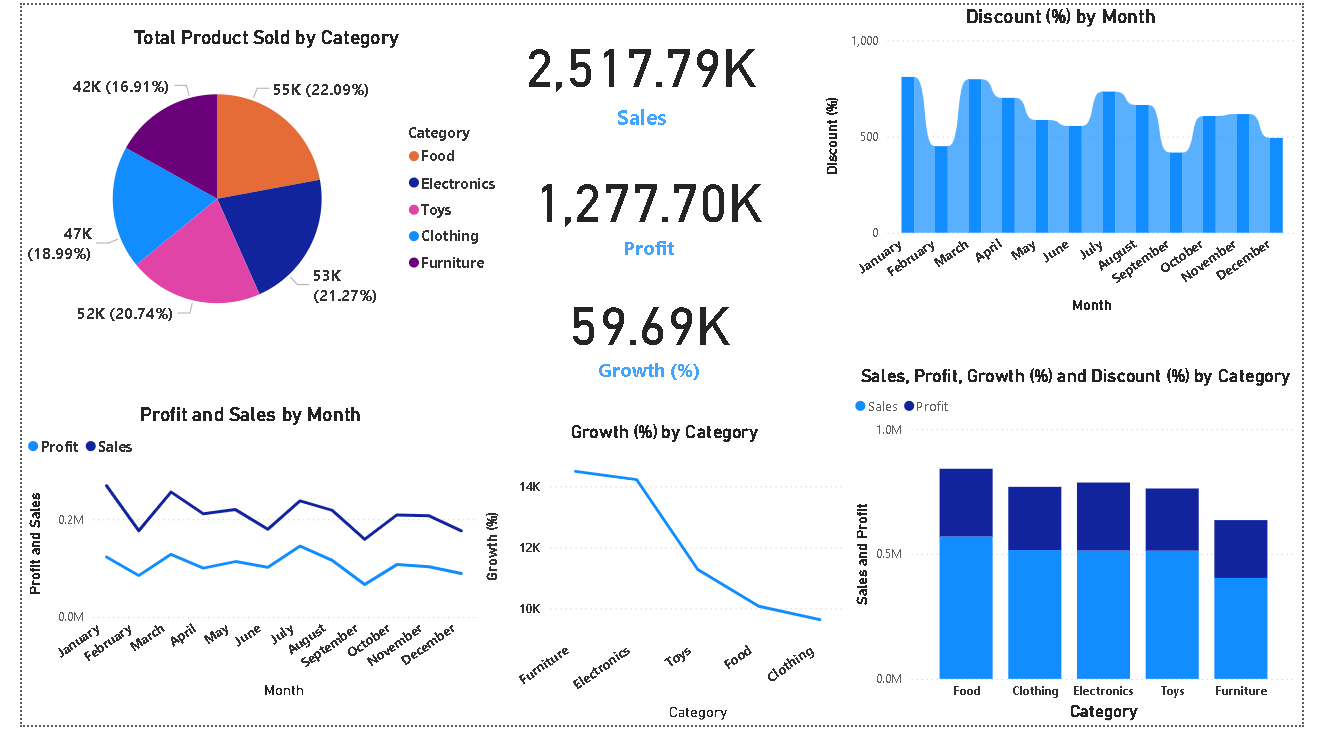 Total Product Sold by Category
42K (16.91%)
55K (22.09%)
47K
(18.99%)
53K
(21.27%)
52K (20.74%)
Category
Food
Electronics
Toys
Clothing
Furniture
2,517.79K
Sales
1,277.70K
Profit
59.69K
Growth (%)
Discount (%) by Month
Discount (%)
1,000
500
0
January
February
March
April
May
June
July
August
September
October
November
December
Month
Profit and Sales by Month
Profit Sales
Profit and Sales
0.2M
0.0M
January
February
March
April
May
June
July
August
September
October
November
December
Month
Growth (%) by Category
Growth (%)
14K
12K
10K
Furniture
Electronics
Toys
Food
Clothing
Category
Sales, Profit, Growth (%) and Discount (%) by Category
Sales Profit
Sales and Profit
1.0M
0.5M
0.0M
Food Clothing Electronics Toys Furniture
Category